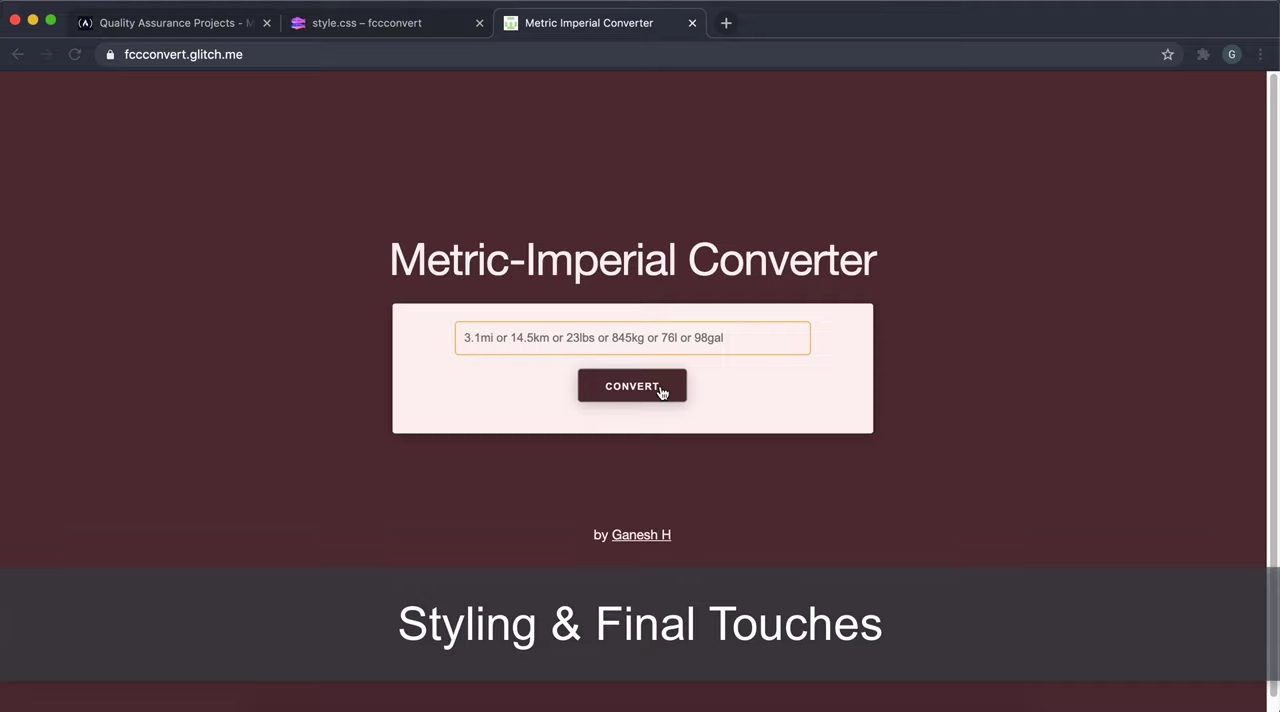 Quality Assurance Projects - M
style.css – fccconvert
Metric Imperial Converter
fccconvert.glitch.me
G
Metric-Imperial Converter
3.1mi or 14.5km or 23lbs or 845kg or 76l or 98gal
CONVERT
by Ganesh H
Styling & Final Touches